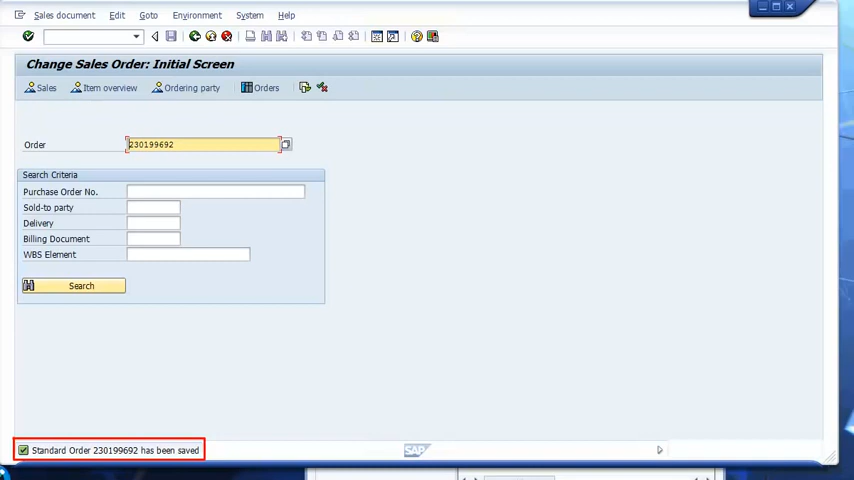 Sales document Edit Goto Environment System Help
Change Sales Order: Initial Screen
Sales Item overview Ordering party Orders
Order 230199692
Search Criteria
Purchase Order No.
Sold-to party
Delivery
Billing Document
WBS Element
Search
Standard Order 230199692 has been saved
SAP